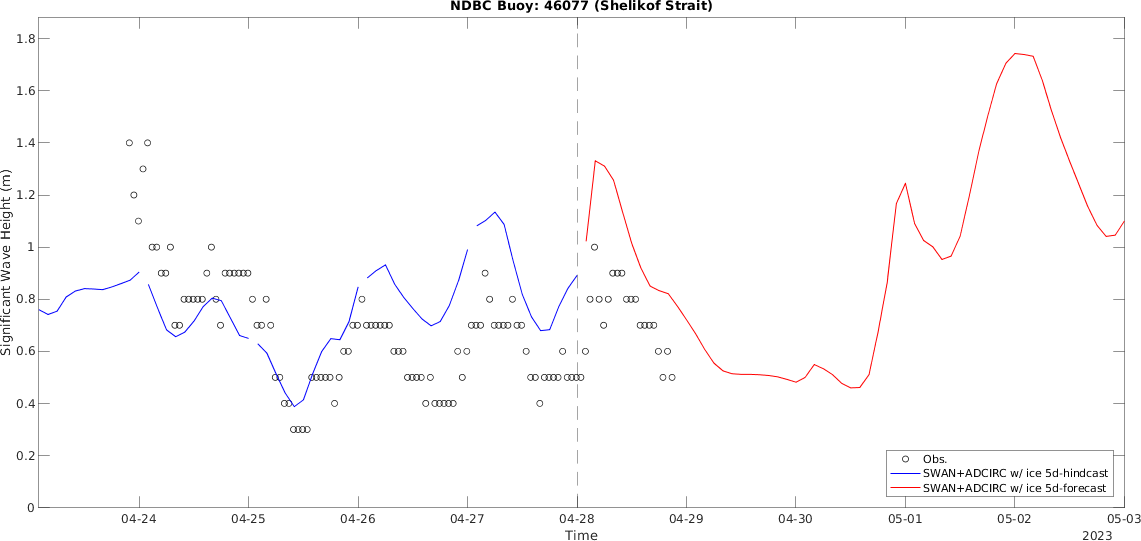 NDBC Buoy: 46077 (Shelikof Strait)
Significant Wave Height (m)
1.8
1.6
1.4
1.2
1
0.8
0.6
0.4
0.2
0
Obs.
SWAN+ADCIRC w/ ice 5d-hindcast
SWAN+ADCIRC w/ ice 5d-forecast
04-24 04-25 04-26 04-27 04-28 04-29 04-30 05-01 05-02 05-03
Time
2023